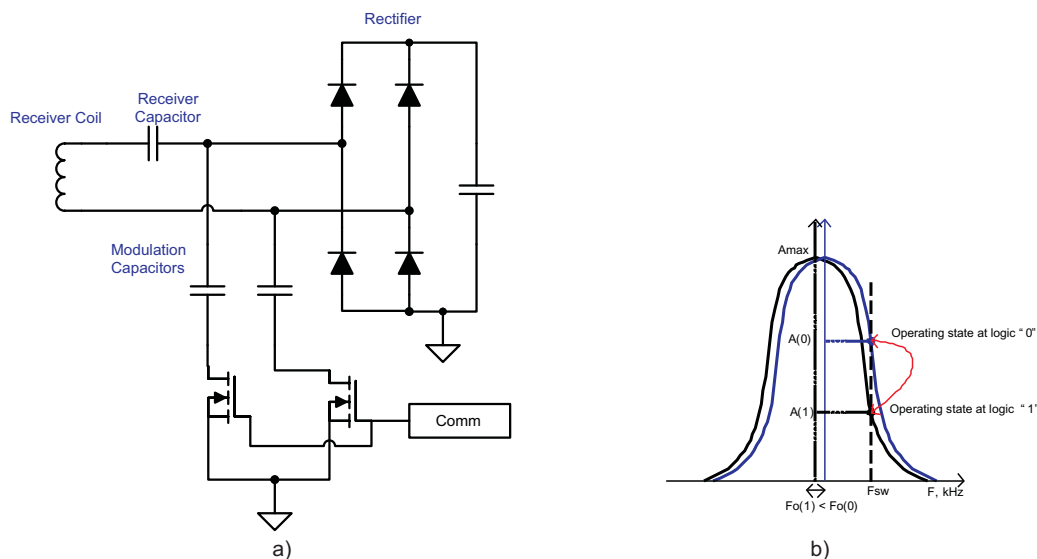 Rectifier
Receiver
Capacitor
Receiver Coil
Modulation
Capacitors
Comm
a)
Amax
A(0)
Operating state at logic “ 0”
A(1)
Operating state at logic “ 1”
Fsw
F, kHz
Fo(1) < Fo(0)
b)